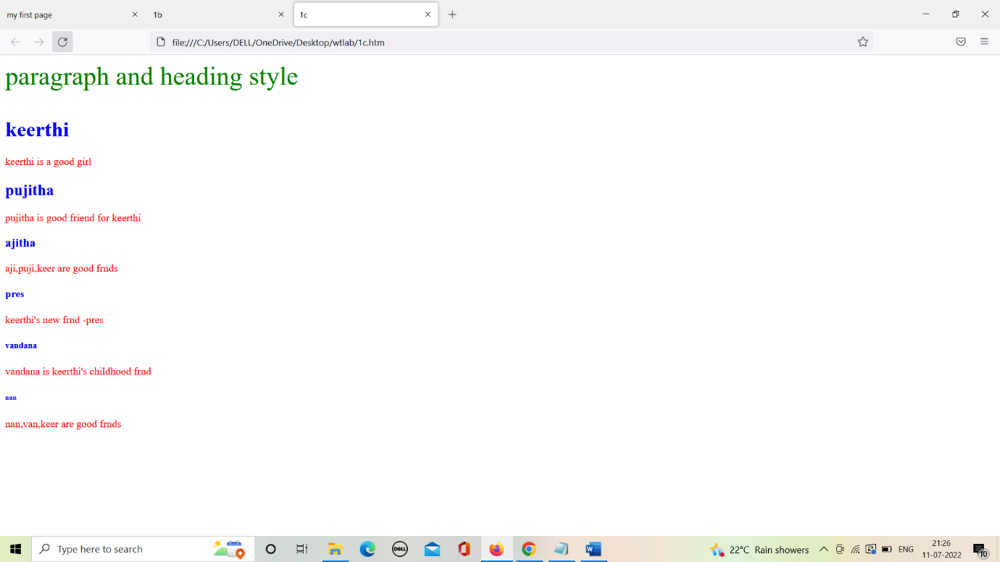 my first page
1b
1c
file:///C:/Users/DELL/OneDrive/Desktop/wtlab/1c.htm
paragraph and heading style
keerthi
keerthi is a good girl
pujitha
pujitha is good friend for keerthi
ajitha
aji,puji,keer are good frnds
pres
keerthi's new frnd -pres
vandana
vandana is keerthi's childhood frnd
nan
nan,van,keer are good frnds
Type here to search
DELL
W
22°C Rain showers
ENG
21:26
11-07-2022
10